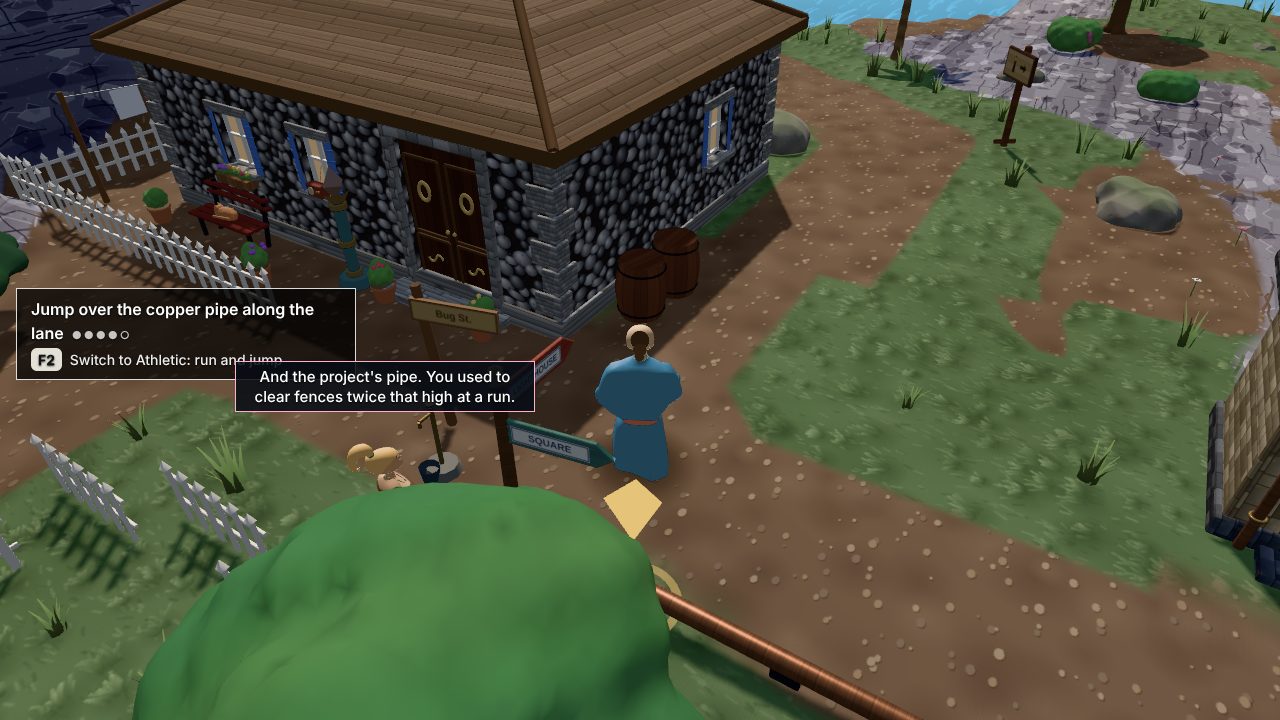 Jump over the copper pipe along the
lane
F2 Switch to Athletic: run and jump
And the project's pipe. You used to
clear fences twice that high at a run.
Bug St.
SQUARE